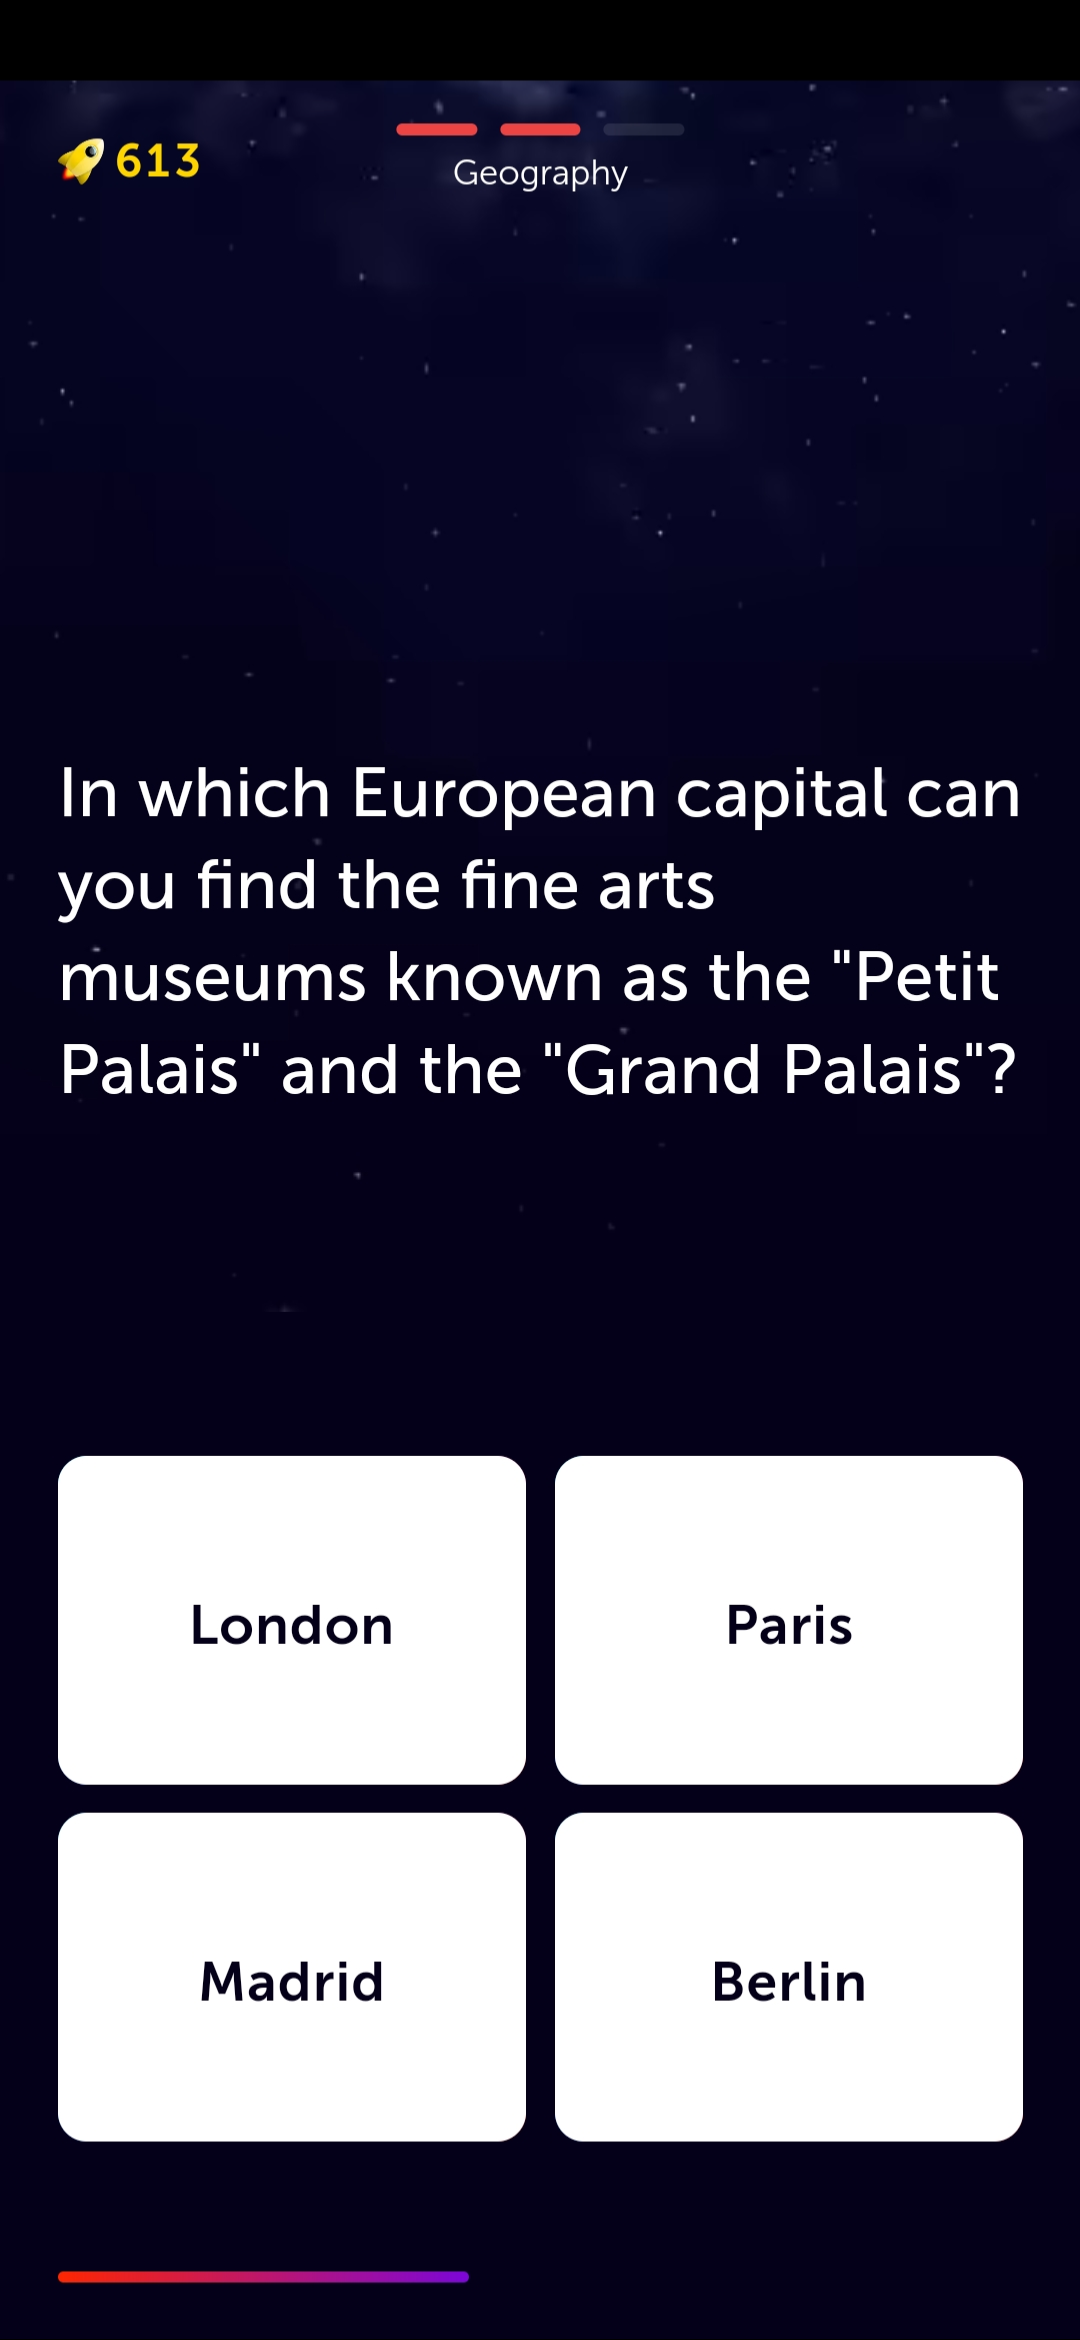 613
Geography
In which European capital can
you find the fine arts
museums known as the "Petit
Palais" and the "Grand Palais"?
London
Paris
Madrid
Berlin